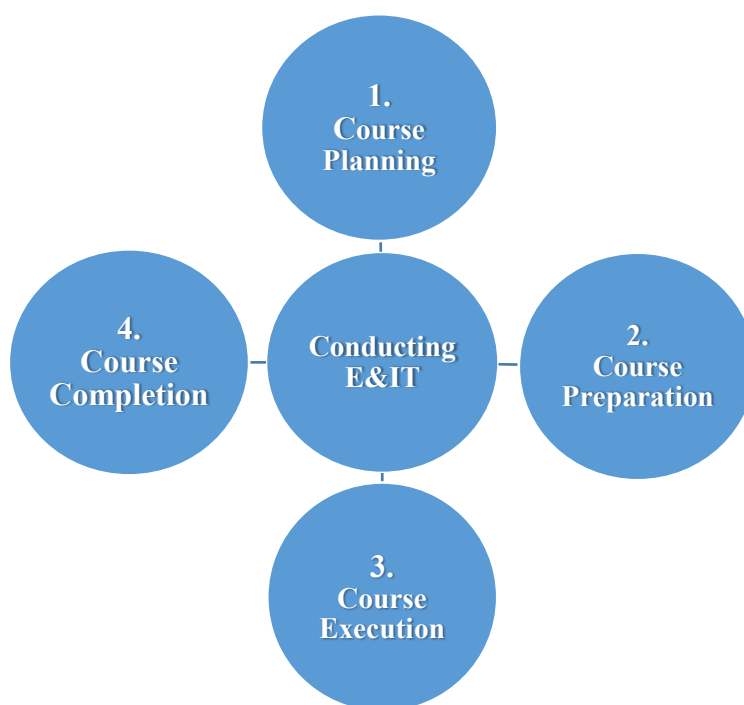 1.
Course
Planning
4.
Course
Completion
Conducting
E&IT
2.
Course
Preparation
3.
Course
Execution